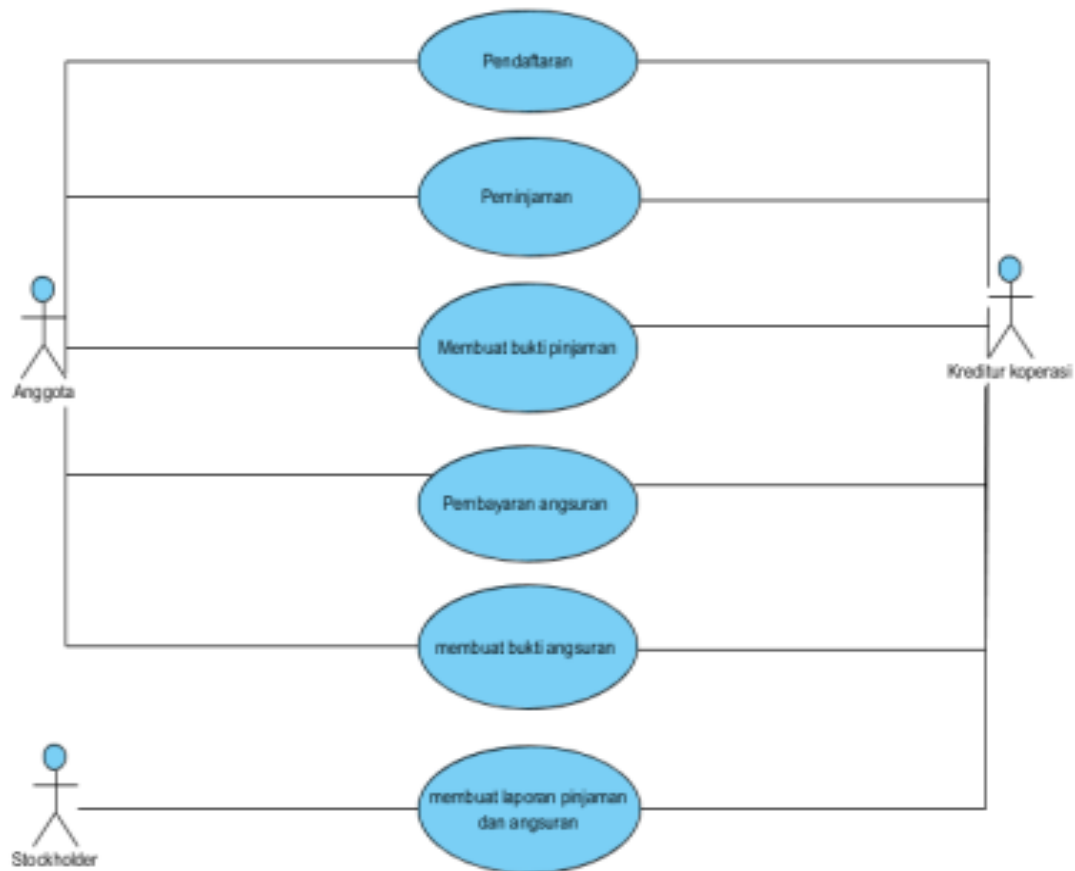 Pendaftaran
Peminjaman
Membuat bukti pinjaman
Anggota
Kreditur koperasi
Pembayaran angsuran
membuat bukti angsuran
membuat laporan pinjaman
dan angsuran
Stockholder